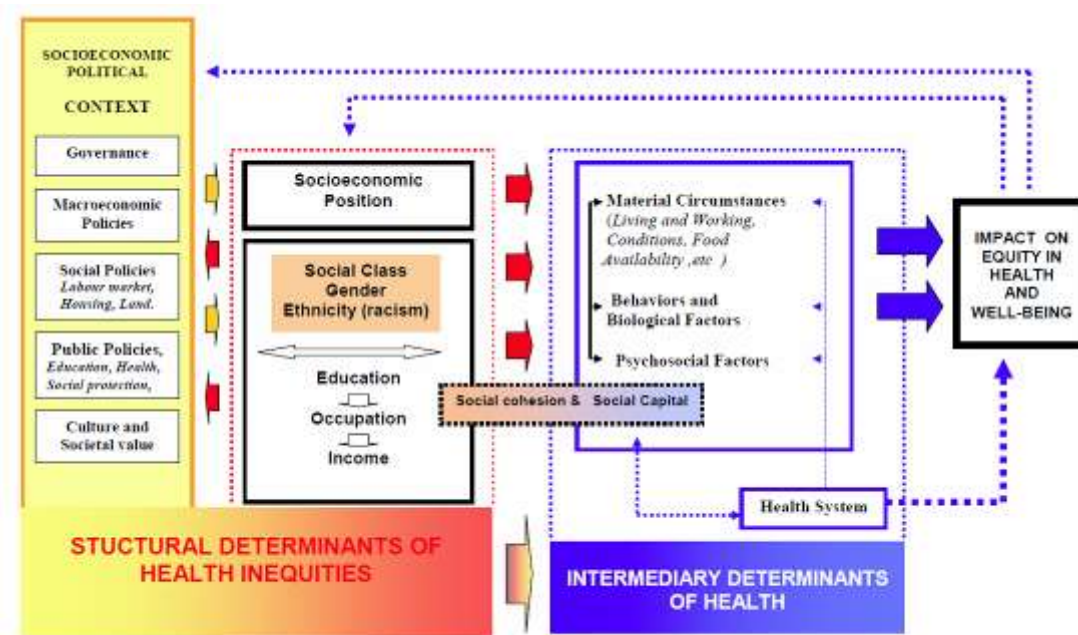 SOCIOECONOMIC
POLITICAL
CONTEXT
Governance
Macroeconomic
Policies
Social Policies
Labour market,
Housing, Land.
Public Policies,
Education, Health,
Social protection,
Culture and
Societal value
Socioeconomic
Position
Social Class
Gender
Ethnicity (racism)
Education
Occupation
Income
Social cohesion & Social Capital
Material Circumstances
(Living and Working,
Conditions, Food
Availability ,etc )
Behaviors and
Biological Factors
Psychosocial Factors
Health System
IMPACT ON
EQUITY IN
HEALTH
AND
WELL-BEING
STUCTURAL DETERMINANTS OF
HEALTH INEQUITIES
INTERMEDIARY DETERMINANTS
OF HEALTH